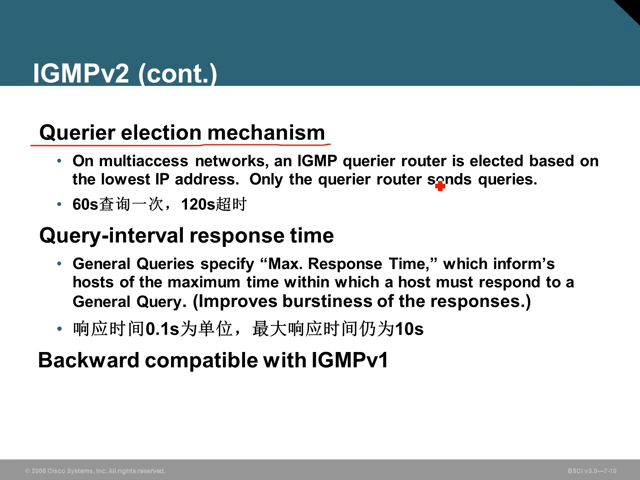 IGMPv2 (cont.)
Querier election mechanism
• On multiaccess networks, an IGMP querier router is elected based on
the lowest IP address. Only the querier router sends queries.
• 60s查询一次，120s超时
Query-interval response time
• General Queries specify “Max. Response Time,” which inform’s
hosts of the maximum time within which a host must respond to a
General Query. (Improves burstiness of the responses.)
• 响应时间0.1s为单位，最大响应时间仍为10s
Backward compatible with IGMPv1
© 2006 Cisco Systems, Inc. All rights reserved.
BSCI v3.0—7-10